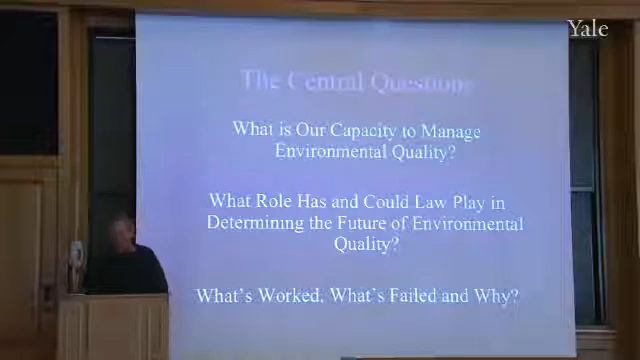 Yale
The Central Questions
What is Our Capacity to Manage
Environmental Quality?
What Role Has and Could Law Play in
Determining the Future of Environmental
Quality?
What's Worked, What's Failed and Why?